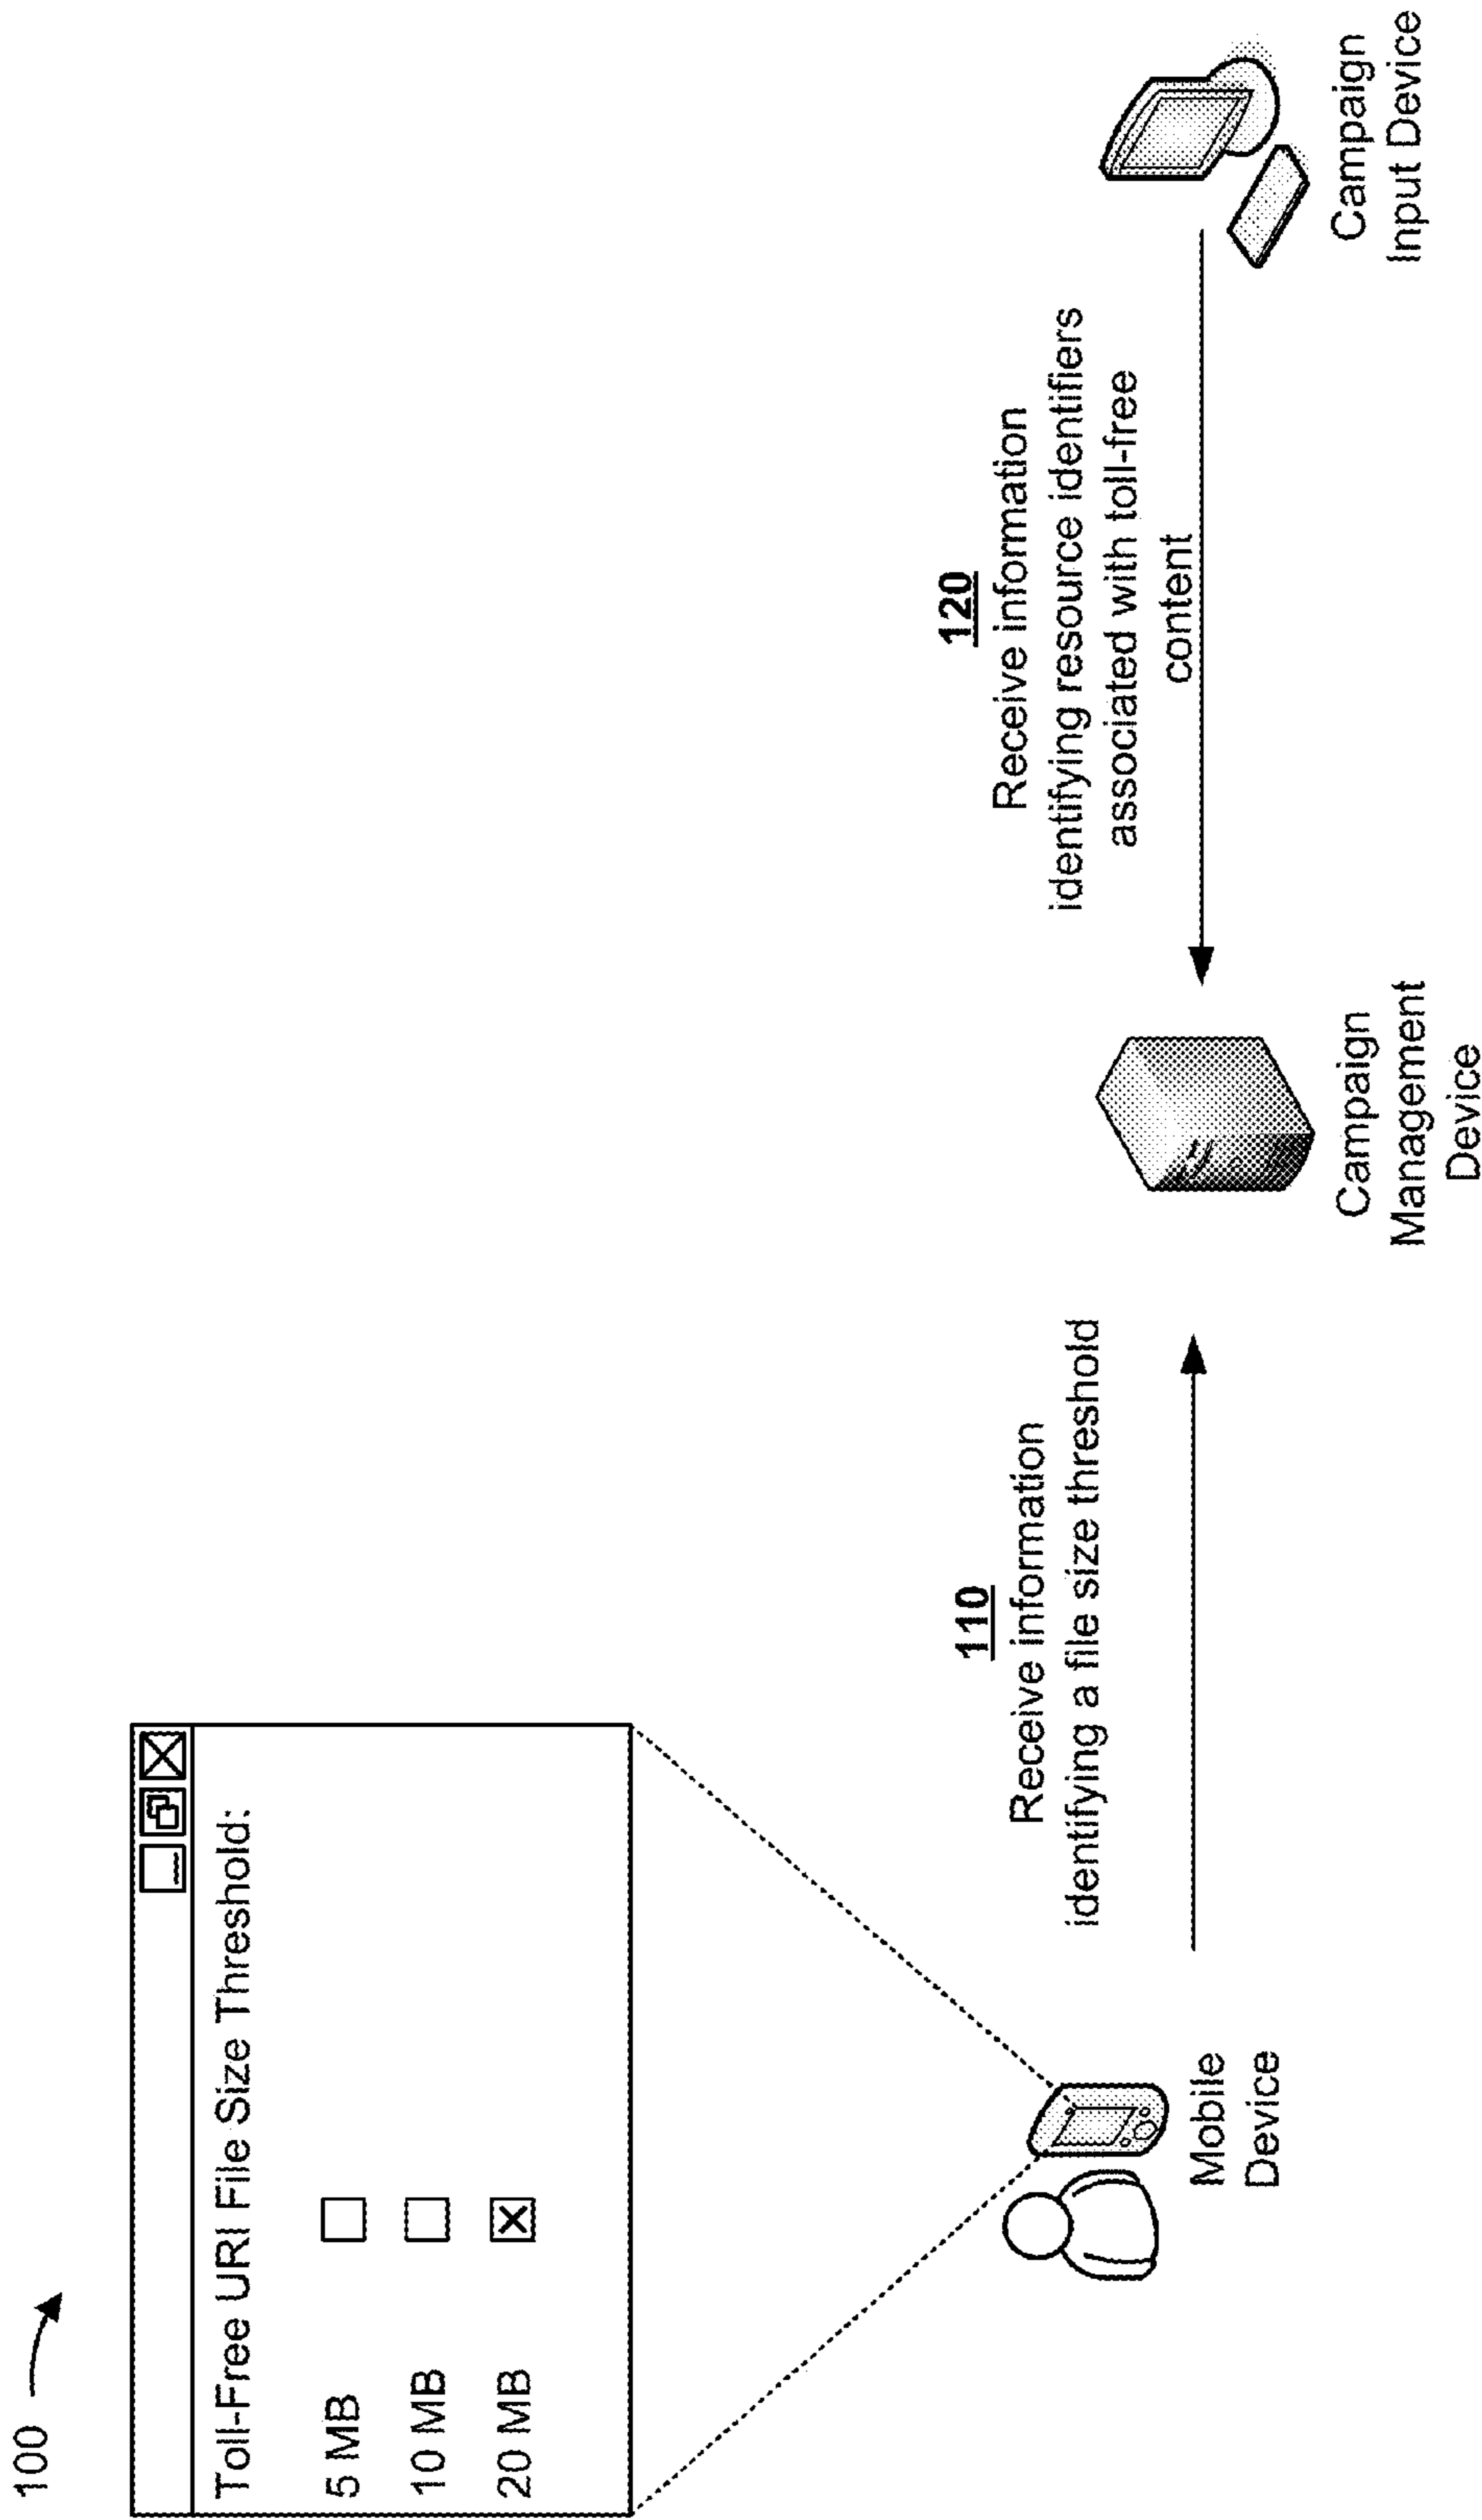 100
Toll-Free URI File Size Threshold:
5 MB
10 MB
20 MB
110
Receive information
identifying a file size threshold
120
Receive information
identifying resource identifiers
associated with toll-free
content
Mobile
Device
Campaign
Management
Device
Campaign
Input Device